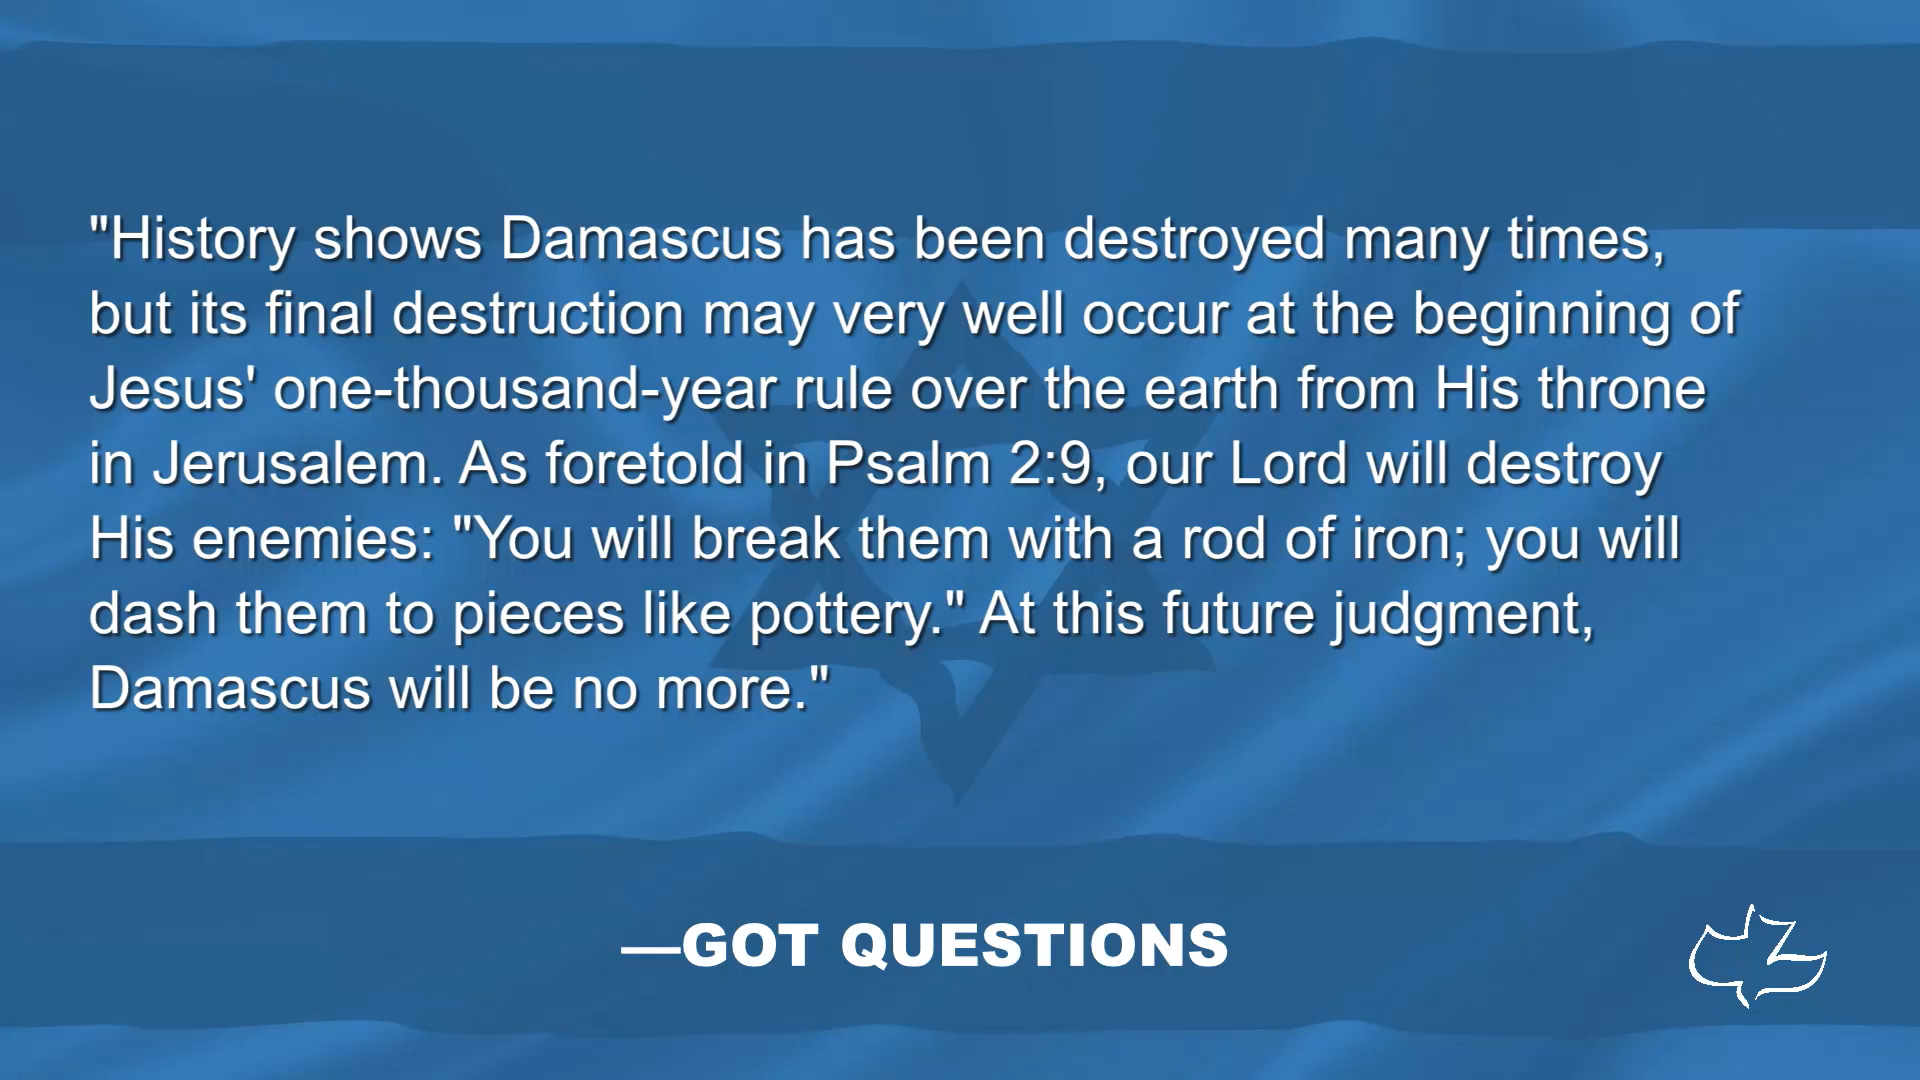 "History shows Damascus has been destroyed many times,
but its final destruction may very well occur at the beginning of
Jesus' one-thousand-year rule over the earth from His throne
in Jerusalem. As foretold in Psalm 2:9, our Lord will destroy
His enemies: "You will break them with a rod of iron; you will
dash them to pieces like pottery." At this future judgment,
Damascus will be no more."
—GOT QUESTIONS